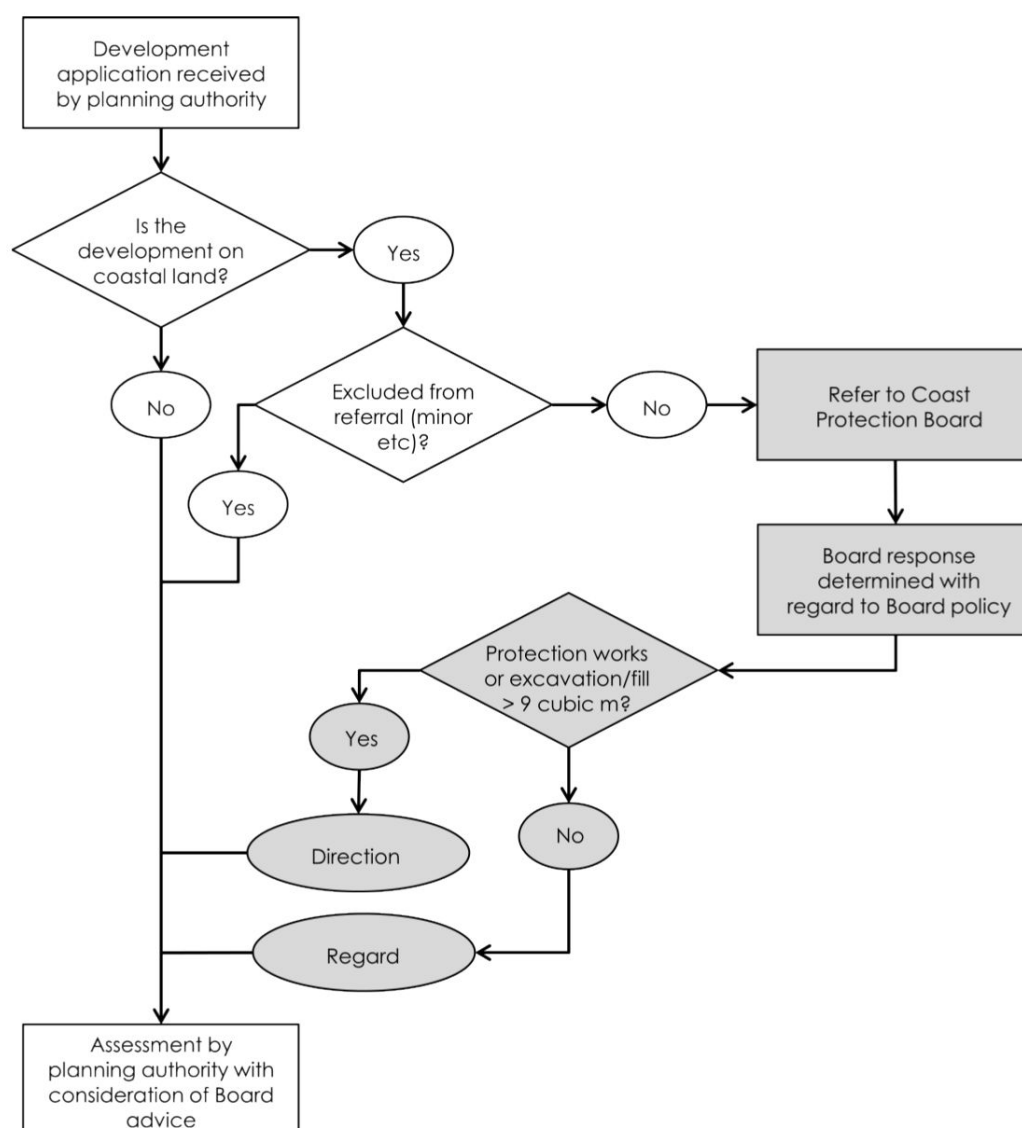 Development
application received
by planning authority
Is the
development on
coastal land?
Yes
No
Excluded from
referral (minor
etc)?
No
Refer to Coast
Protection Board
Yes
Board response
determined with
regard to Board policy
Protection works
or excavation/fill
> 9 cubic m?
Yes
No
Direction
Regard
Assessment by
planning authority with
consideration of Board
advice